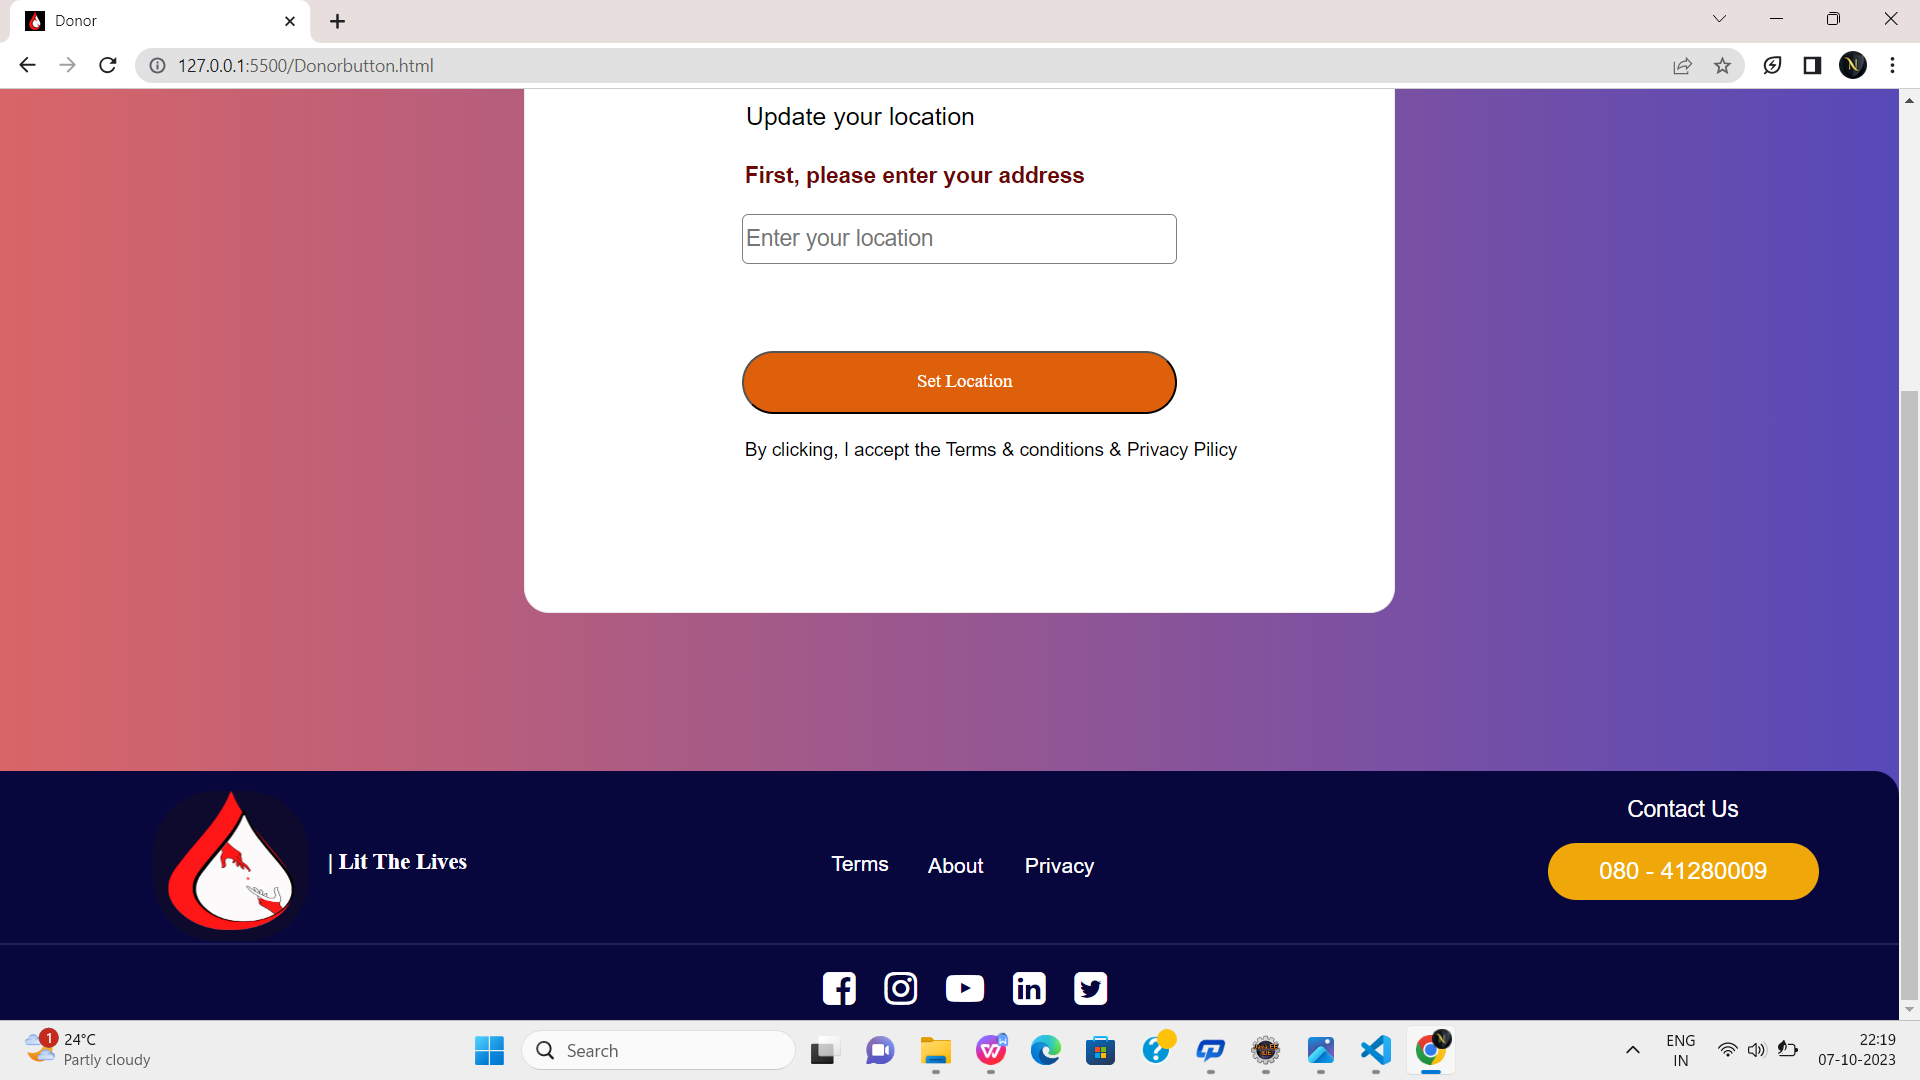 Donor
127.0.0.1:5500/Donorbutton.html
N
Update your location
First, please enter your address
Enter your location
Set Location
By clicking, I accept the Terms & conditions & Privacy Pilicy
| Lit The Lives
Terms About Privacy
Contact Us
080 - 41280009
1
24°C
Partly cloudy
Search
ENG
IN
22:19
07-10-2023